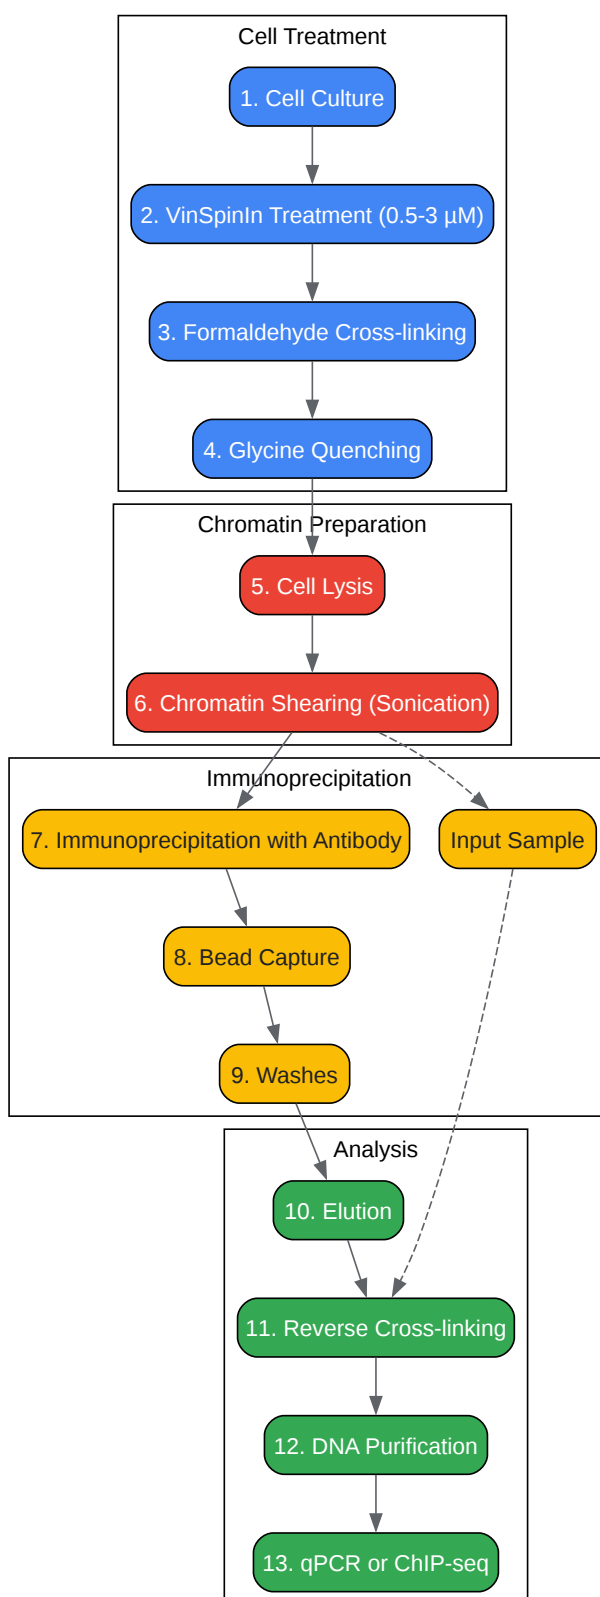 Cell Treatment
1. Cell Culture
2. VinSpinIn Treatment (0.5-3 µM)
3. Formaldehyde Cross-linking
4. Glycine Quenching
Chromatin Preparation
5. Cell Lysis
6. Chromatin Shearing (Sonication)
Immunoprecipitation
7. Immunoprecipitation with Antibody
Input Sample
8. Bead Capture
9. Washes
Analysis
10. Elution
11. Reverse Cross-linking
12. DNA Purification
13. qPCR or ChIP-seq